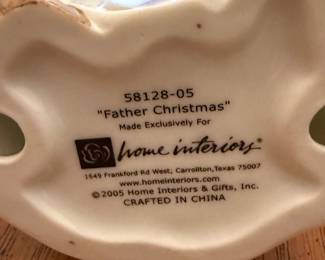 58128-05
"Father Christmas"
Made Exclusively For
home interiors®
1649 Frankford Rd West, Carrollton,Texas 75007
www.homeinteriors.com
©2005 Home Interiors & Gifts, Inc.
CRAFTED IN CHINA